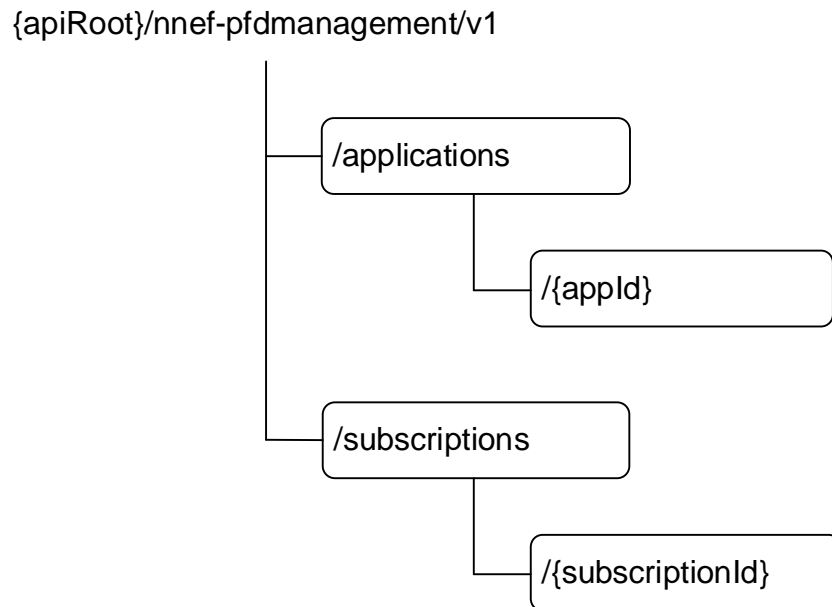 {apiRoot}/nnef-pfdmanagement/v1
/applications
/{appId}
/subscriptions
/{subscriptionId}